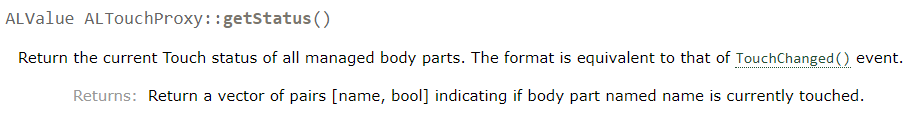 ALValue ALTouchProxy::getStatus()
Return the current Touch status of all managed body parts. The format is equivalent to that of TouchChanged() event.
Returns: Return a vector of pairs [name, bool] indicating if body part named name is currently touched.